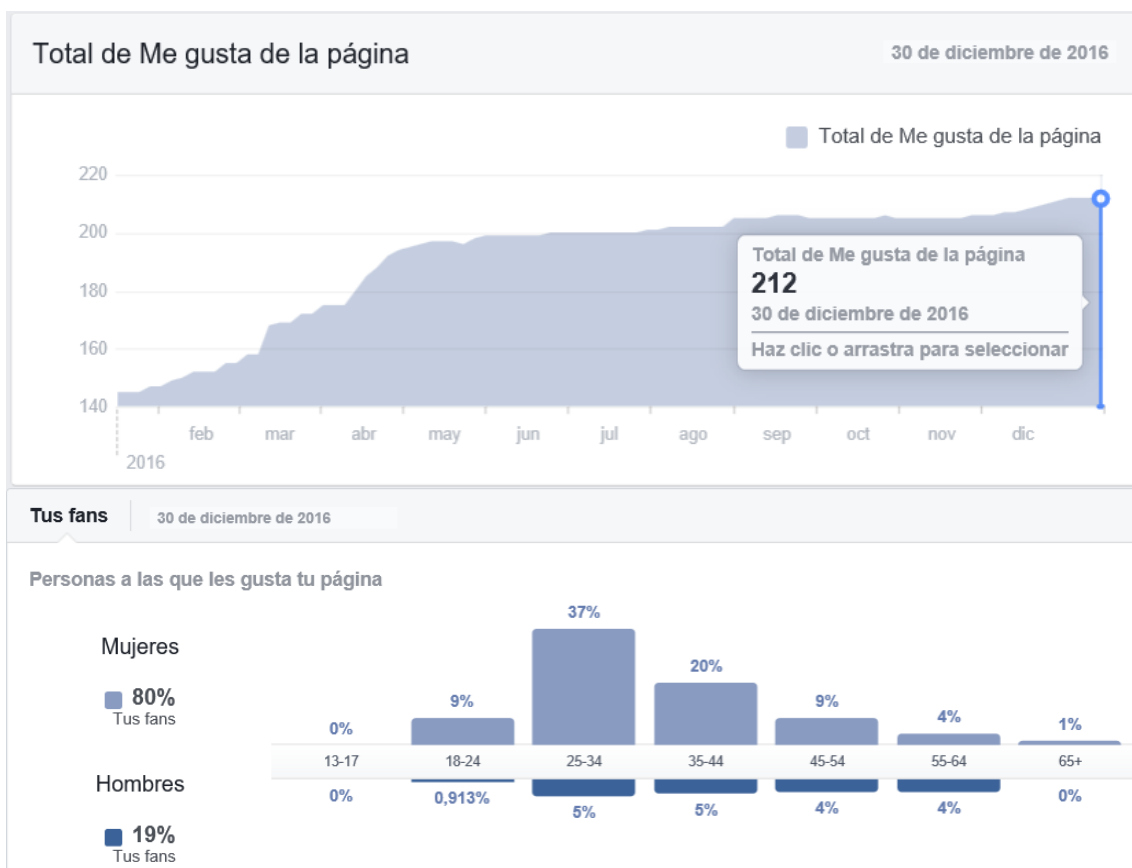 Total de Me gusta de la página
30 de diciembre de 2016
Total de Me gusta de la página
220
200
180
160
140
Total de Me gusta de la página
212
30 de diciembre de 2016
Haz clic o arrastra para seleccionar
feb mar abr may jun jul ago sep oct nov dic
2016
Tus fans 30 de diciembre de 2016
Personas a las que les gusta tu página
Mujeres
80%
Tus fans
0% 9% 37% 20% 9% 4% 1%
13-17 18-24 25-34 35-44 45-54 55-64 65+
0% 0,913% 5% 5% 4% 4% 0%
Hombres
19%
Tus fans